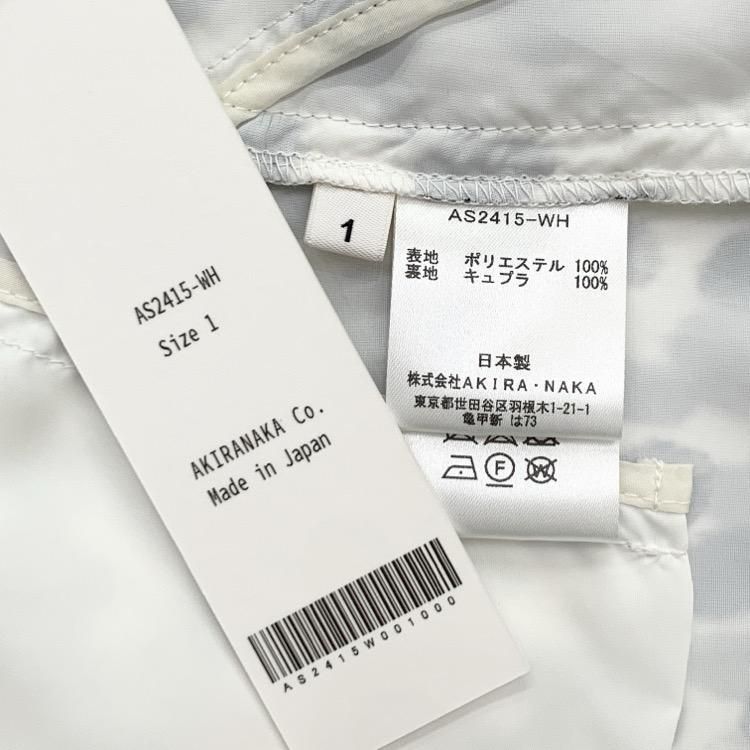 AS2415-WH
Size 1
AKIRANAKA Co.
Made in Japan
AS2415W001000
1
AS2415-WH
表地 ポリエステル 100%
裏地 キュプラ 100%
日本製
株式会社AKIRA・NAKA
東京都世田谷区羽根木1-21-1
亀甲新 は73